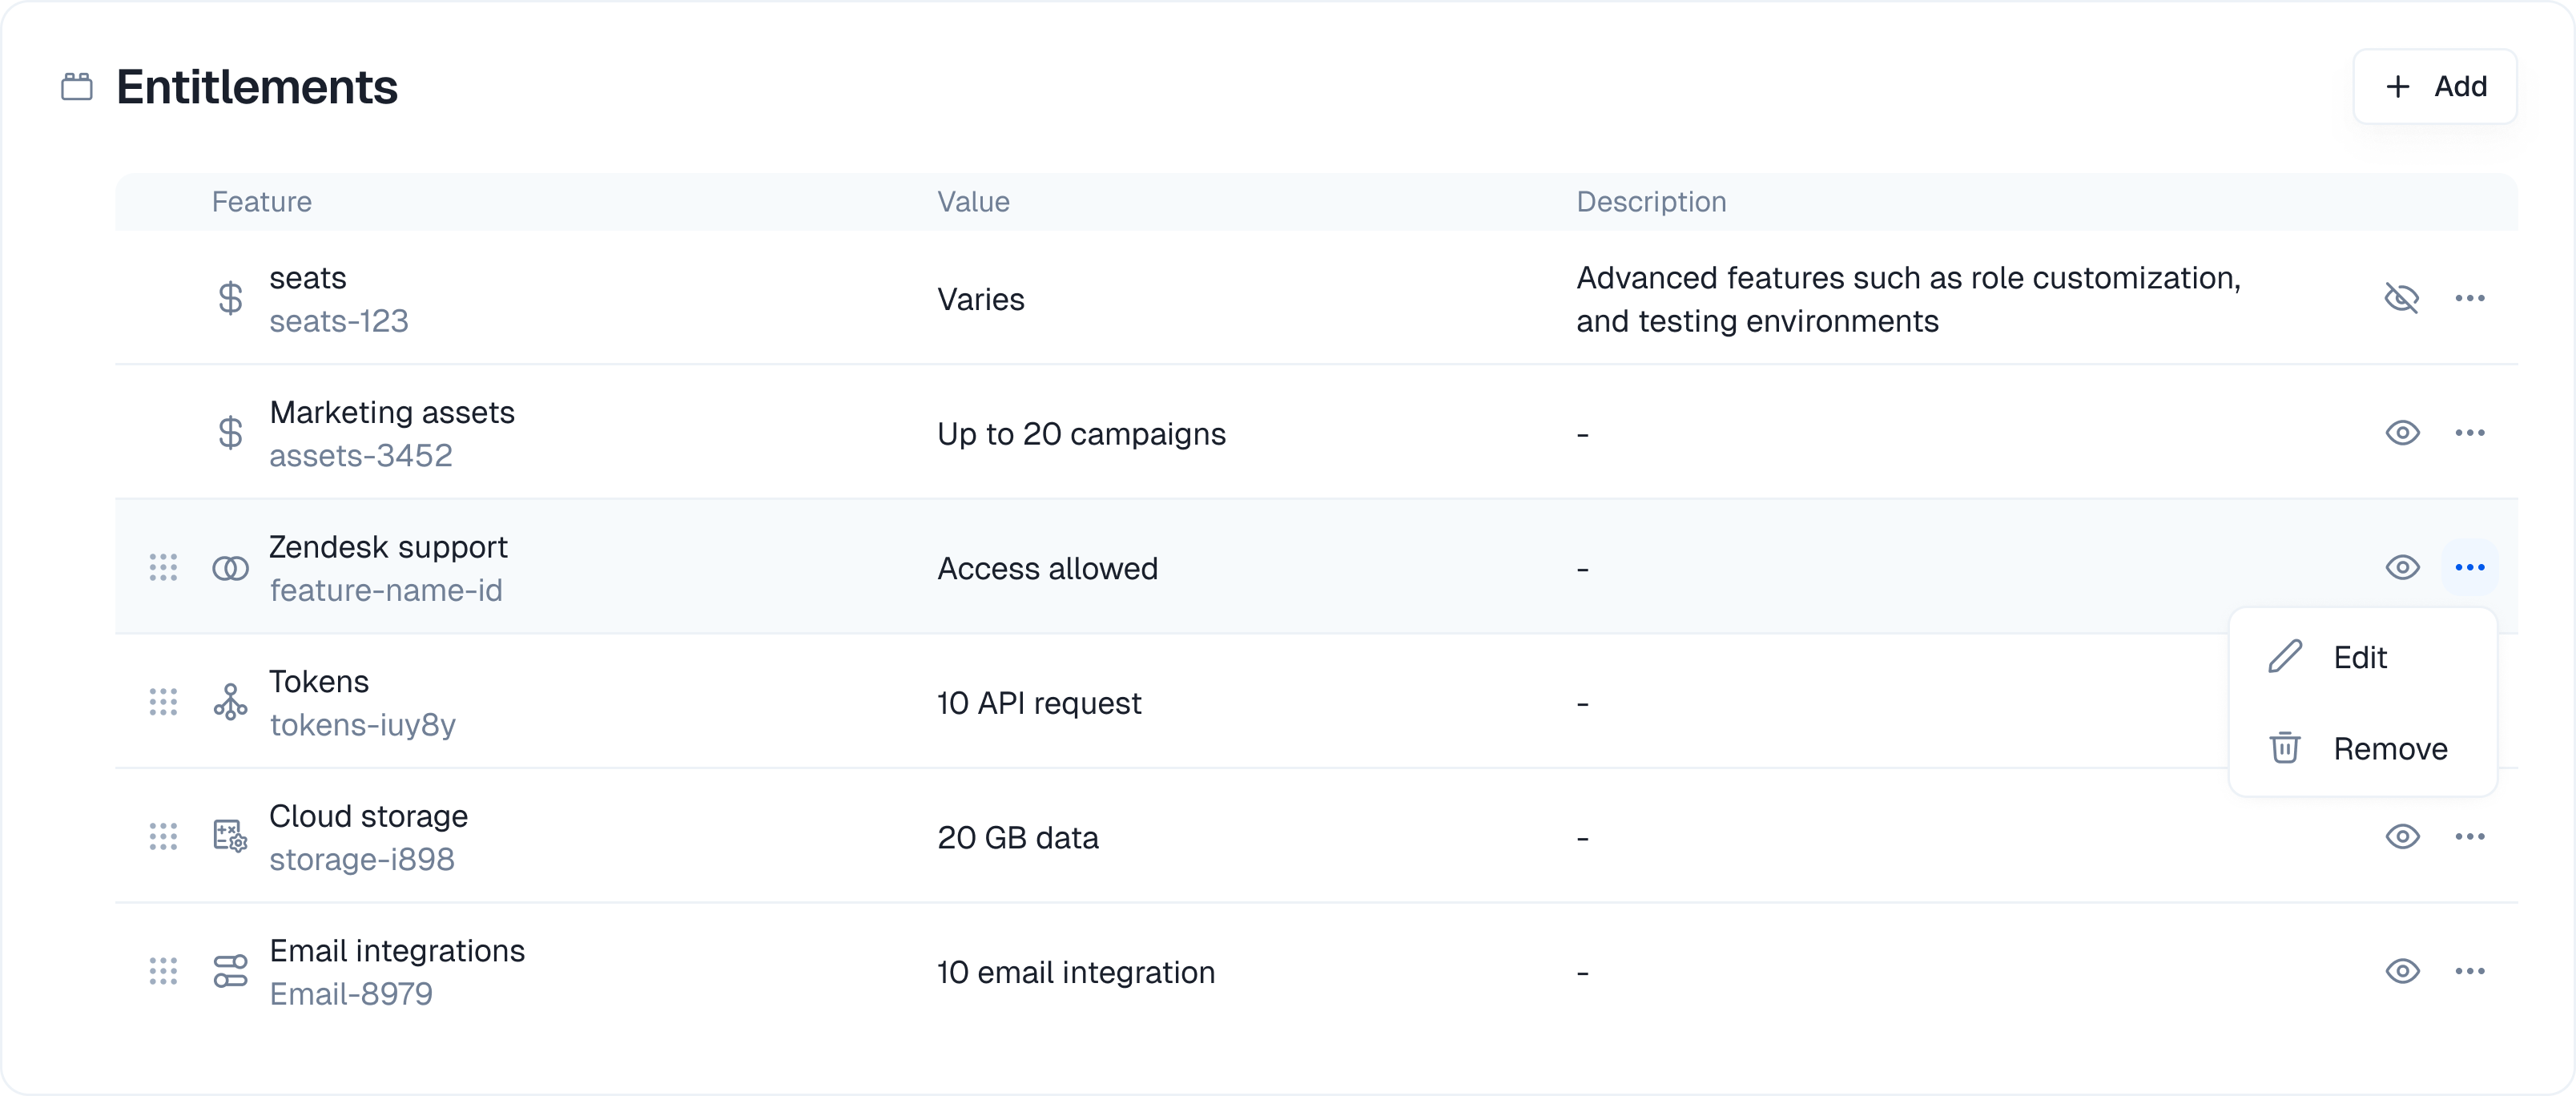 Entitlements
Add
Feature Value Description
seats
seats-123
Varies
Advanced features such as role customization,
and testing environments
Marketing assets
assets-3452
Up to 20 campaigns
-
Zendesk support
feature-name-id
Access allowed
-
Edit
Remove
Tokens
tokens-iuy8y
10 API request
-
Cloud storage
storage-i898
20 GB data
-
Email integrations
Email-8979
10 email integration
-